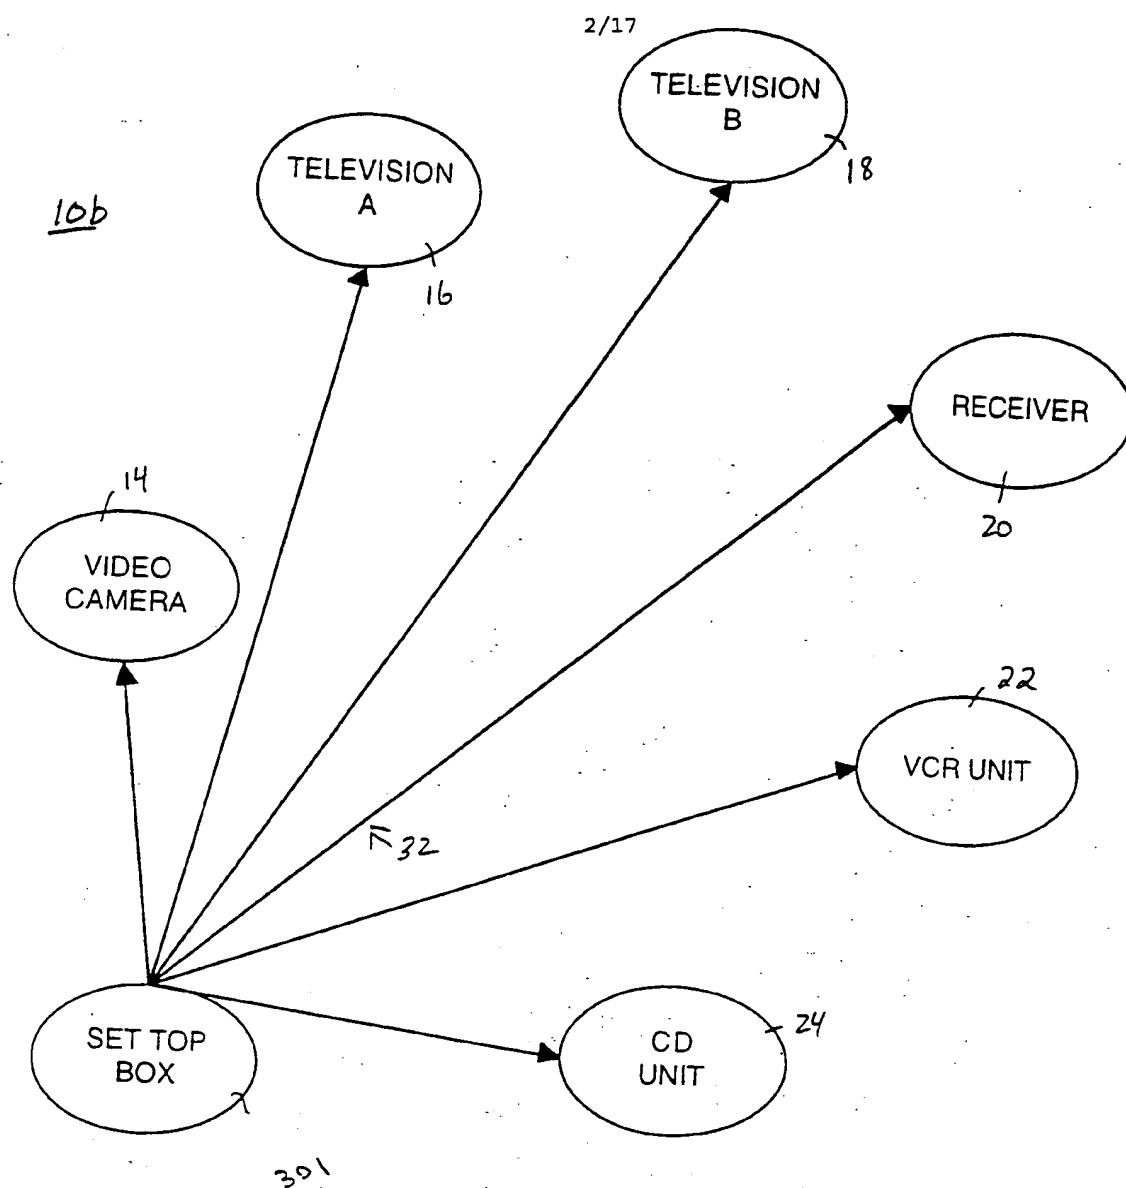 2/17
TELEVISION
B
18
TELEVISION
A
16
10b
RECEIVER
20
14
VIDEO
CAMERA
22
VCR UNIT
32
SET TOP
BOX
301
24
CD
UNIT